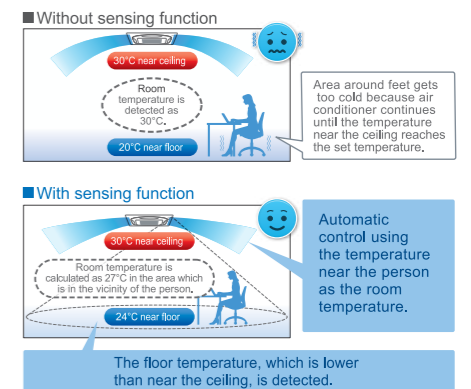 ■Without sensing function
30°C near ceiling
Room
temperature is
detected as
30°C.
20°C near floor
Area around feet gets
too cold because air
conditioner continues
until the temperature
near the ceiling reaches
the set temperature.
■With sensing function
30°C near ceiling
Room temperature is
calculated as 27°C in the area which
is in the vicinity of the person.
24°C near floor
Automatic
control using
the temperature
near the person
as the room
temperature.
The floor temperature, which is lower
than near the ceiling, is detected.